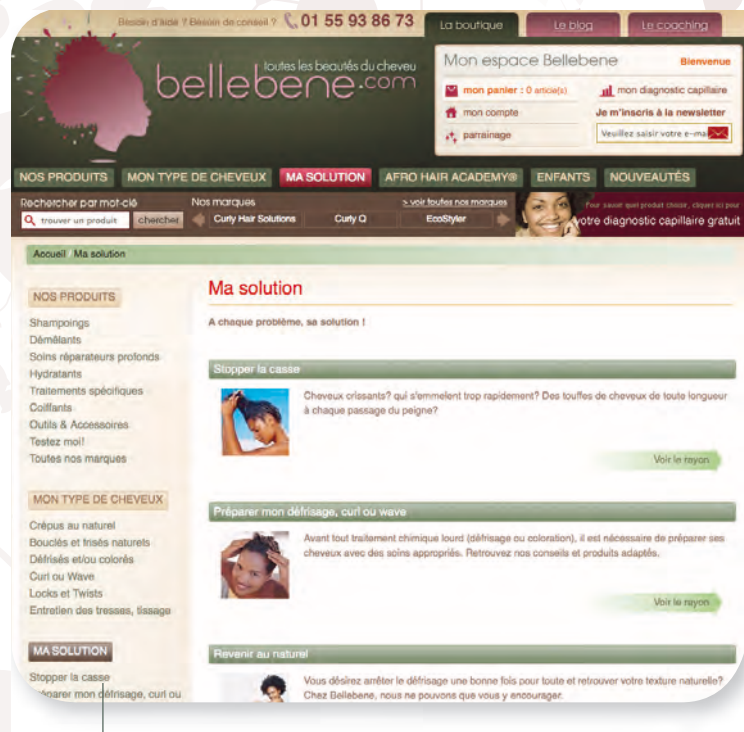 Besoin d'aide ? Besoin de conseil ? 01 55 93 86 73
La boutique
Le blog
Le coaching
toutes les beautés du cheveu
bellebene.com
Mon espace Bellebene
Bienvenue
mon panier : 0 article(s)
mon diagnostic capillaire
mon compte
Je m'inscris à la newsletter
parrainage
Veuillez saisir votre e-ma
NOS PRODUITS
MON TYPE DE CHEVEUX
MA SOLUTION
AFRO HAIR ACADEMY®
ENFANTS
NOUVEAUTÉS
Rechercher par mot-clé
trouver un produit
chercher
Nos marques
> voir toutes nos marques
Curly Hair Solutions
Curly Q
EcoStyler
Pour savoir quel produit choisir, cliquer ici pour
votre diagnostic capillaire gratuit
Accueil / Ma solution
NOS PRODUITS
Shampoings
Démêlants
Soins réparateurs profonds
Hydratants
Traitements spécifiques
Coiffants
Outils & Accessoires
Testez moi!
Toutes nos marques
MON TYPE DE CHEVEUX
Crépus au naturel
Bouclés et frisés naturels
Défrisés et/ou colorés
Curl ou Wave
Locks et Twists
Entretien des tresses, tissage
MA SOLUTION
Stopper la casse
Préparer mon défrisage, curl ou
Ma solution
A chaque problème, sa solution !
Stopper la casse
Cheveux crissants? qui s'emmelent trop rapidement? Des touffes de cheveux de toute longueur
à chaque passage du peigne?
Voir le rayon
Préparer mon défrisage, curl ou wave
Avant tout traitement chimique lourd (défrisage ou coloration), il est nécessaire de préparer ses
cheveux avec des soins appropriés. Retrouvez nos conseils et produits adaptés.
Voir le rayon
Revenir au naturel
Vous désirez arrêter le défrisage une bonne fois pour toute et retrouver votre texture naturelle?
Chez Bellebene, nous ne pouvons que vous y encourager.